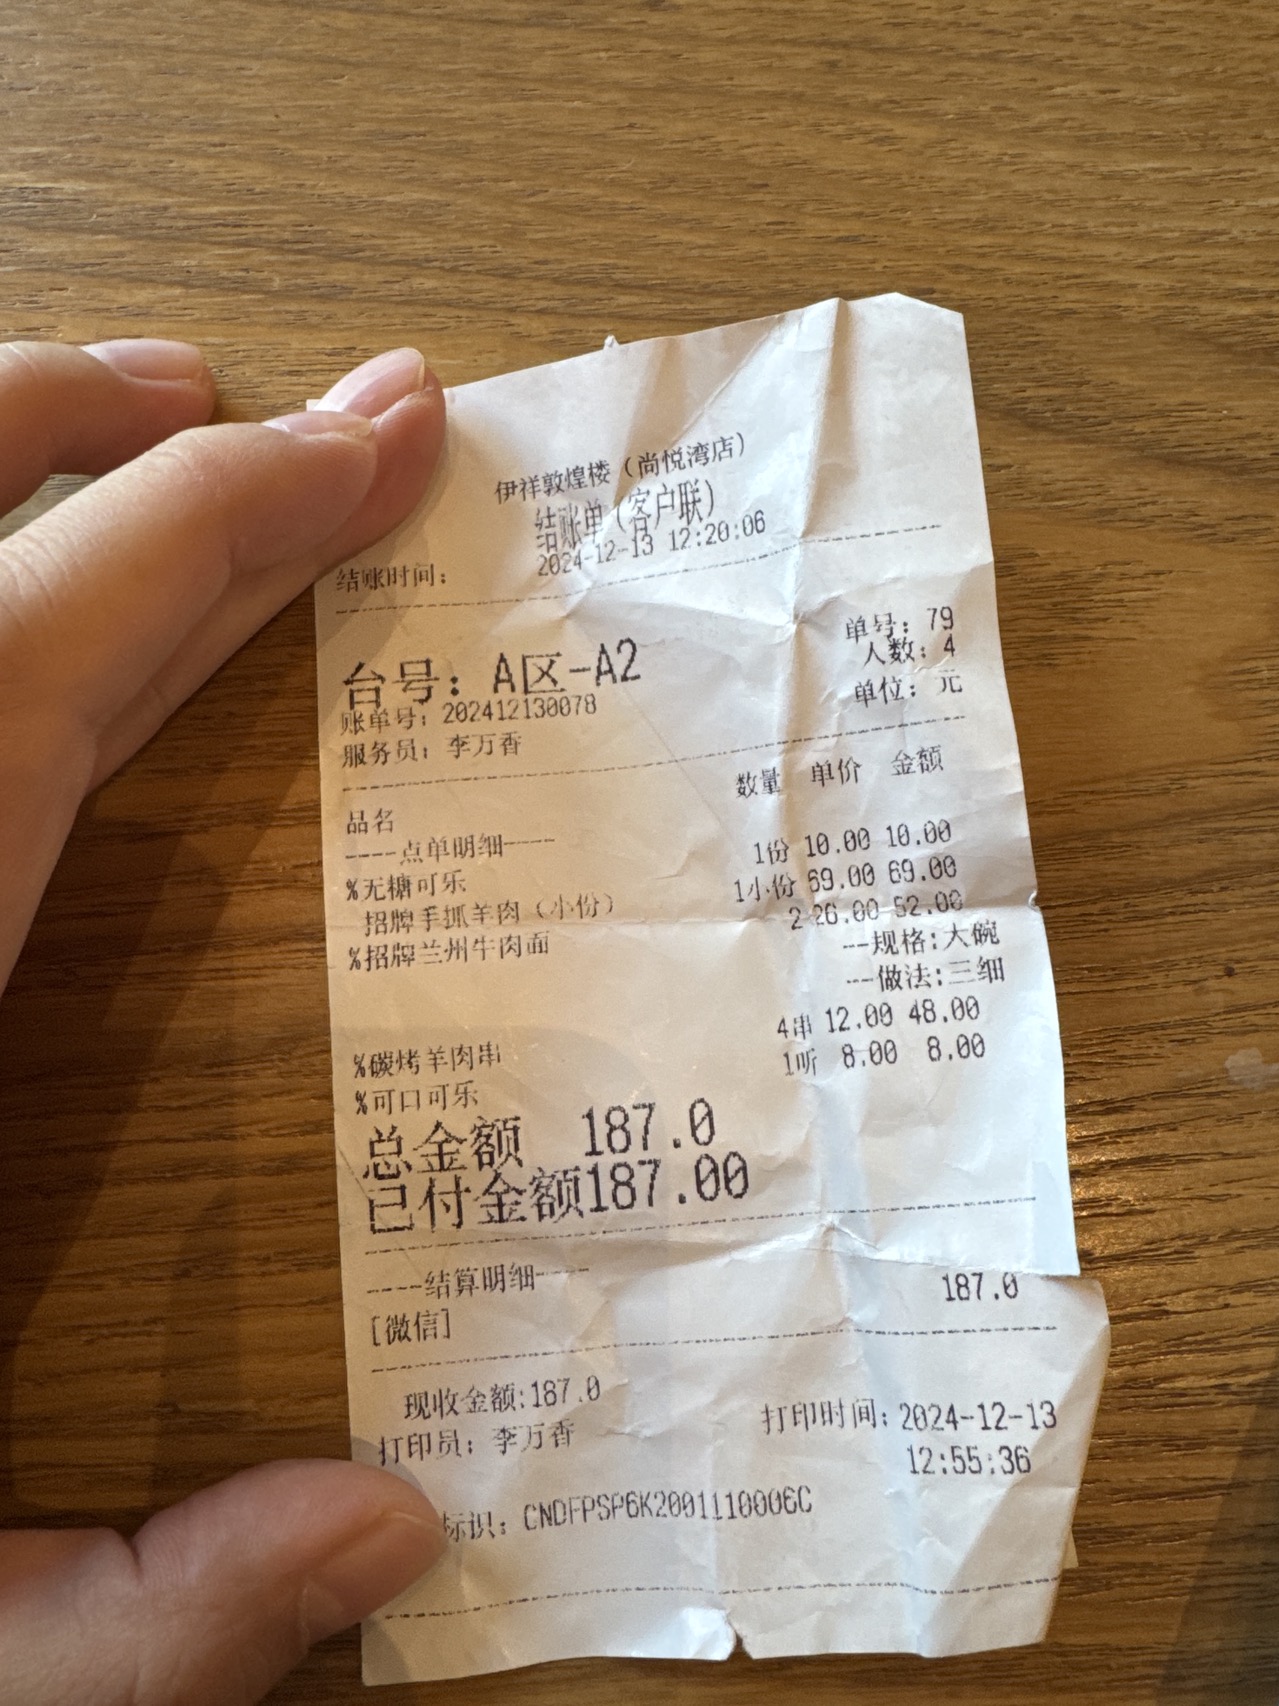 伊祥敦煌楼（尚悦湾店）
结账单（客户联）
结账时间： 2024-12-13 12:20:06
单号：79
台号：A区-A2 人数：4
账单号：202412130078 单位：元
服务员：李万香
品名 数量 单价 金额
----点单明细----
%无糖可乐 1份 10.00 10.00
招牌手抓羊肉（小份） 1小份 69.00 69.00
%招牌兰州牛肉面 2 26.00 52.00
--规格:大碗
--做法:三细
%碳烤羊肉串 4串 12.00 48.00
%可口可乐 1听 8.00 8.00
总金额 187.0
已付金额187.00
----结算明细----
[微信] 187.0
现收金额:187.0
打印员：李万香 打印时间：2024-12-13
12:55:36
标识：CNDFPSP6K2001110006C